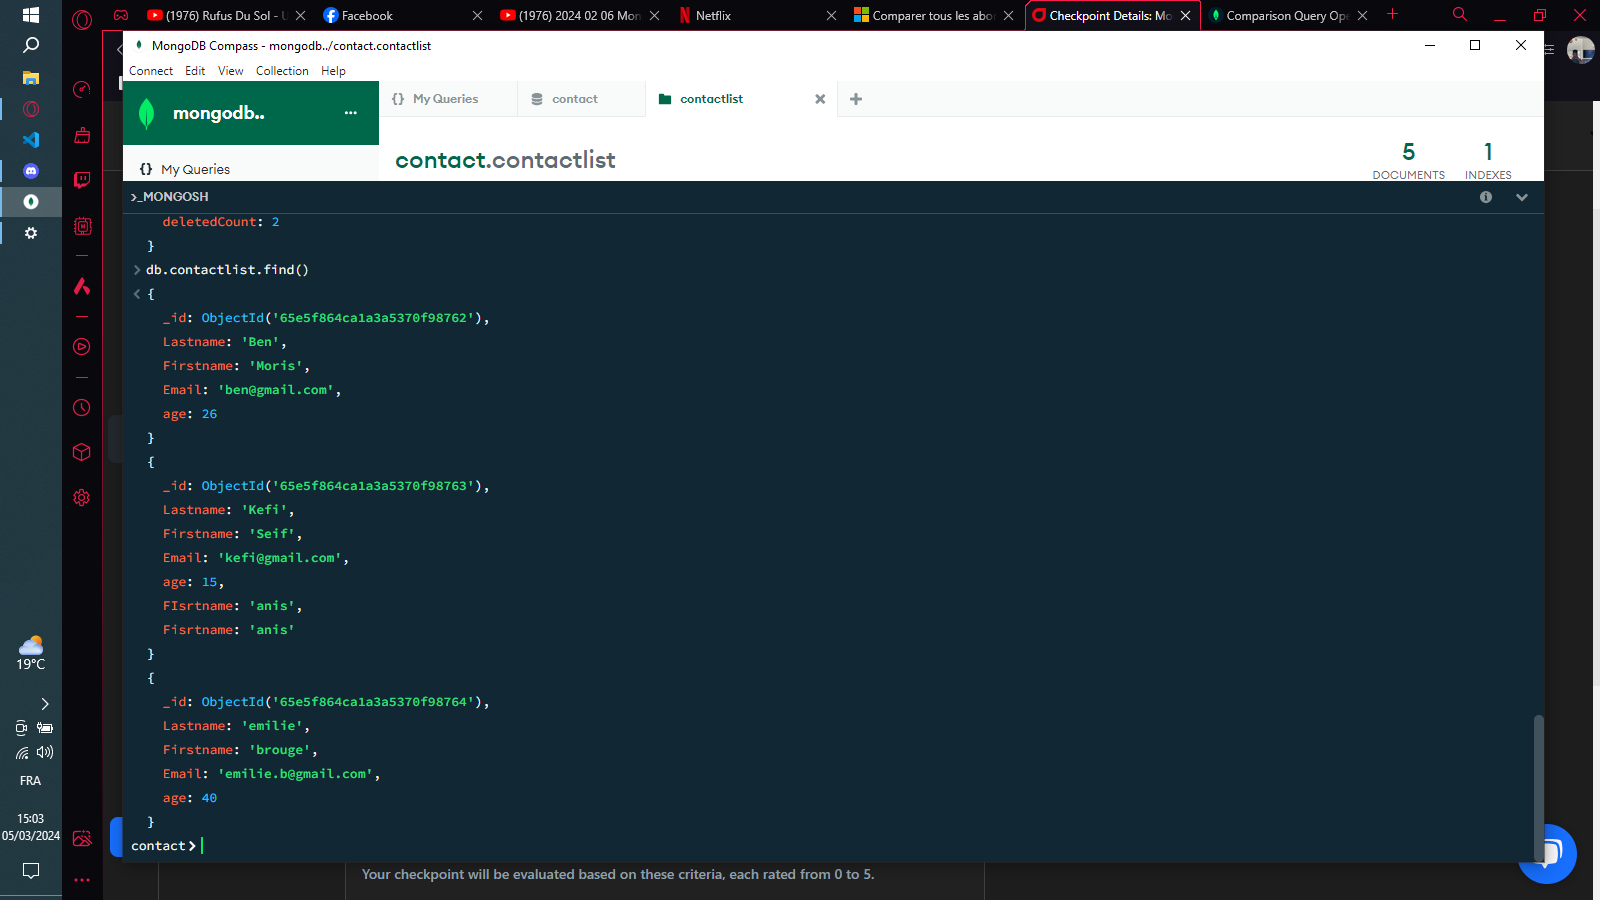 (1976) Rufus Du Sol - U
Facebook
(1976) 2024 02 06 Mon
Netflix
Comparer tous les abor
Checkpoint Details: Mo
Comparison Query Ope
MongoDB Compass - mongodb../contact.contactlist
Connect Edit View Collection Help
mongodb.. ...
{} My Queries
contact
contactlist
{} My Queries
contact.contactlist
5
DOCUMENTS
1
INDEXES
>_MONGOSH
deletedCount: 2
}
> db.contactlist.find()
< {
_id: ObjectId('65e5f864ca1a3a5370f98762'),
Lastname: 'Ben',
Firstname: 'Moris',
Email: 'ben@gmail.com',
age: 26
}
{
_id: ObjectId('65e5f864ca1a3a5370f98763'),
Lastname: 'Kefi',
Firstname: 'Seif',
Email: 'kefi@gmail.com',
age: 15,
FIsrtname: 'anis',
Fisrtname: 'anis'
}
{
_id: ObjectId('65e5f864ca1a3a5370f98764'),
Lastname: 'emilie',
Firstname: 'brouge',
Email: 'emilie.b@gmail.com',
age: 40
}
contact>
Your checkpoint will be evaluated based on these criteria, each rated from 0 to 5.
19°C
FRA
15:03
05/03/2024